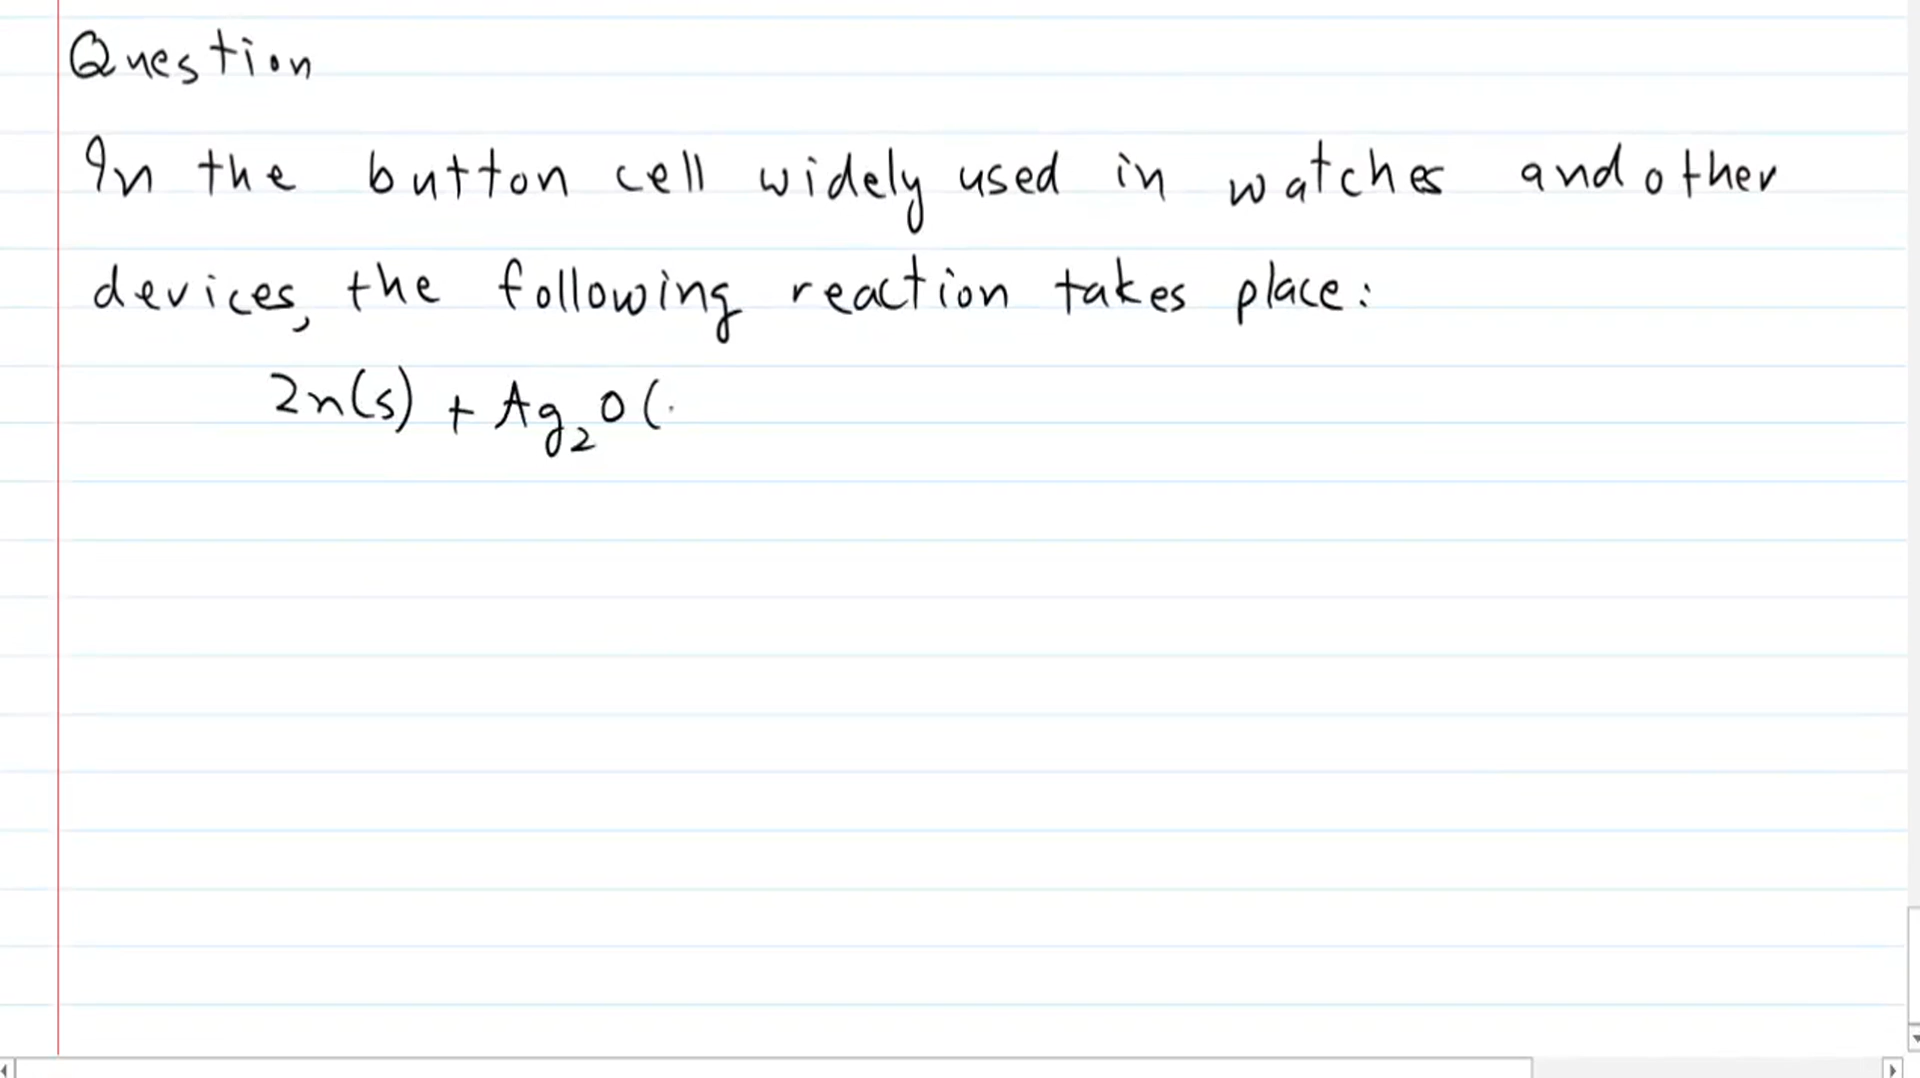 Question
In the button cell widely used in watches and other
devices, the following reaction takes place:
Zn(s) + Ag₂O(